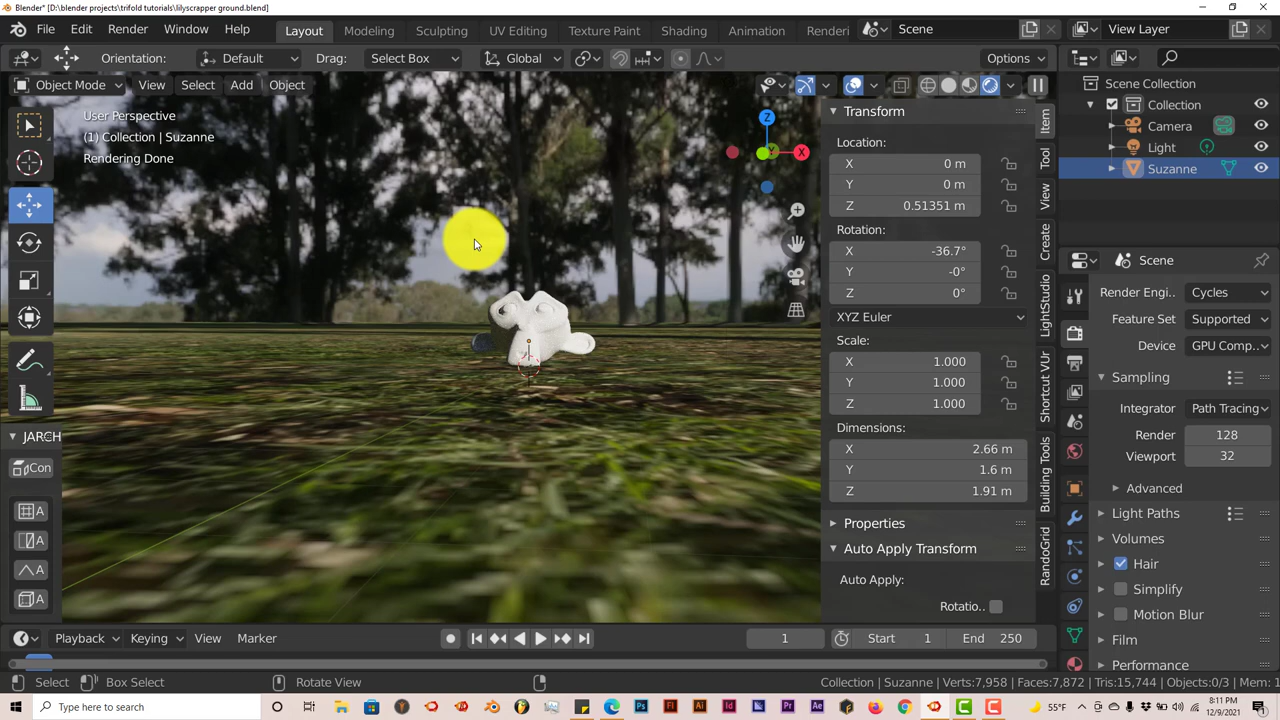 Blender* [D:\blender projects\trifold tutorials\lilyscrapper ground.blend]
File Edit Render Window Help Layout Modeling Sculpting UV Editing Texture Paint Shading Animation Renderi Scene View Layer
Orientation: Default Drag: Select Box Global Options
Object Mode View Select Add Object
User Perspective
(1) Collection | Suzanne
Rendering Done
Z
Y
X
JARCH
Con
A
A
A
A
Transform
Location:
X 0 m
Y 0 m
Z 0.51351 m
Rotation:
X -36.7°
Y -0°
Z 0°
XYZ Euler
Scale:
X 1.000
Y 1.000
Z 1.000
Dimensions:
X 2.66 m
Y 1.6 m
Z 1.91 m
Properties
Auto Apply Transform
Auto Apply:
Rotatio..
Item
Tool
View
Create
LightStudio
Shortcut VUr
Building Tools
RandoGrid
Scene Collection
Collection
Camera
Light
Suzanne
Scene
Render Engi.. Cycles
Feature Set Supported
Device GPU Comp..
Sampling
Integrator Path Tracing
Render 128
Viewport 32
Advanced
Light Paths
Volumes
Hair
Simplify
Motion Blur
Film
Performance
Playback Keying View Marker 1 Start 1 End 250
Select Box Select Rotate View Collection | Suzanne | Verts:7,958 | Faces:7,872 | Tris:15,744 | Objects:0/3 | Mem: 1
Type here to search 55°F 8:11 PM
12/9/2021